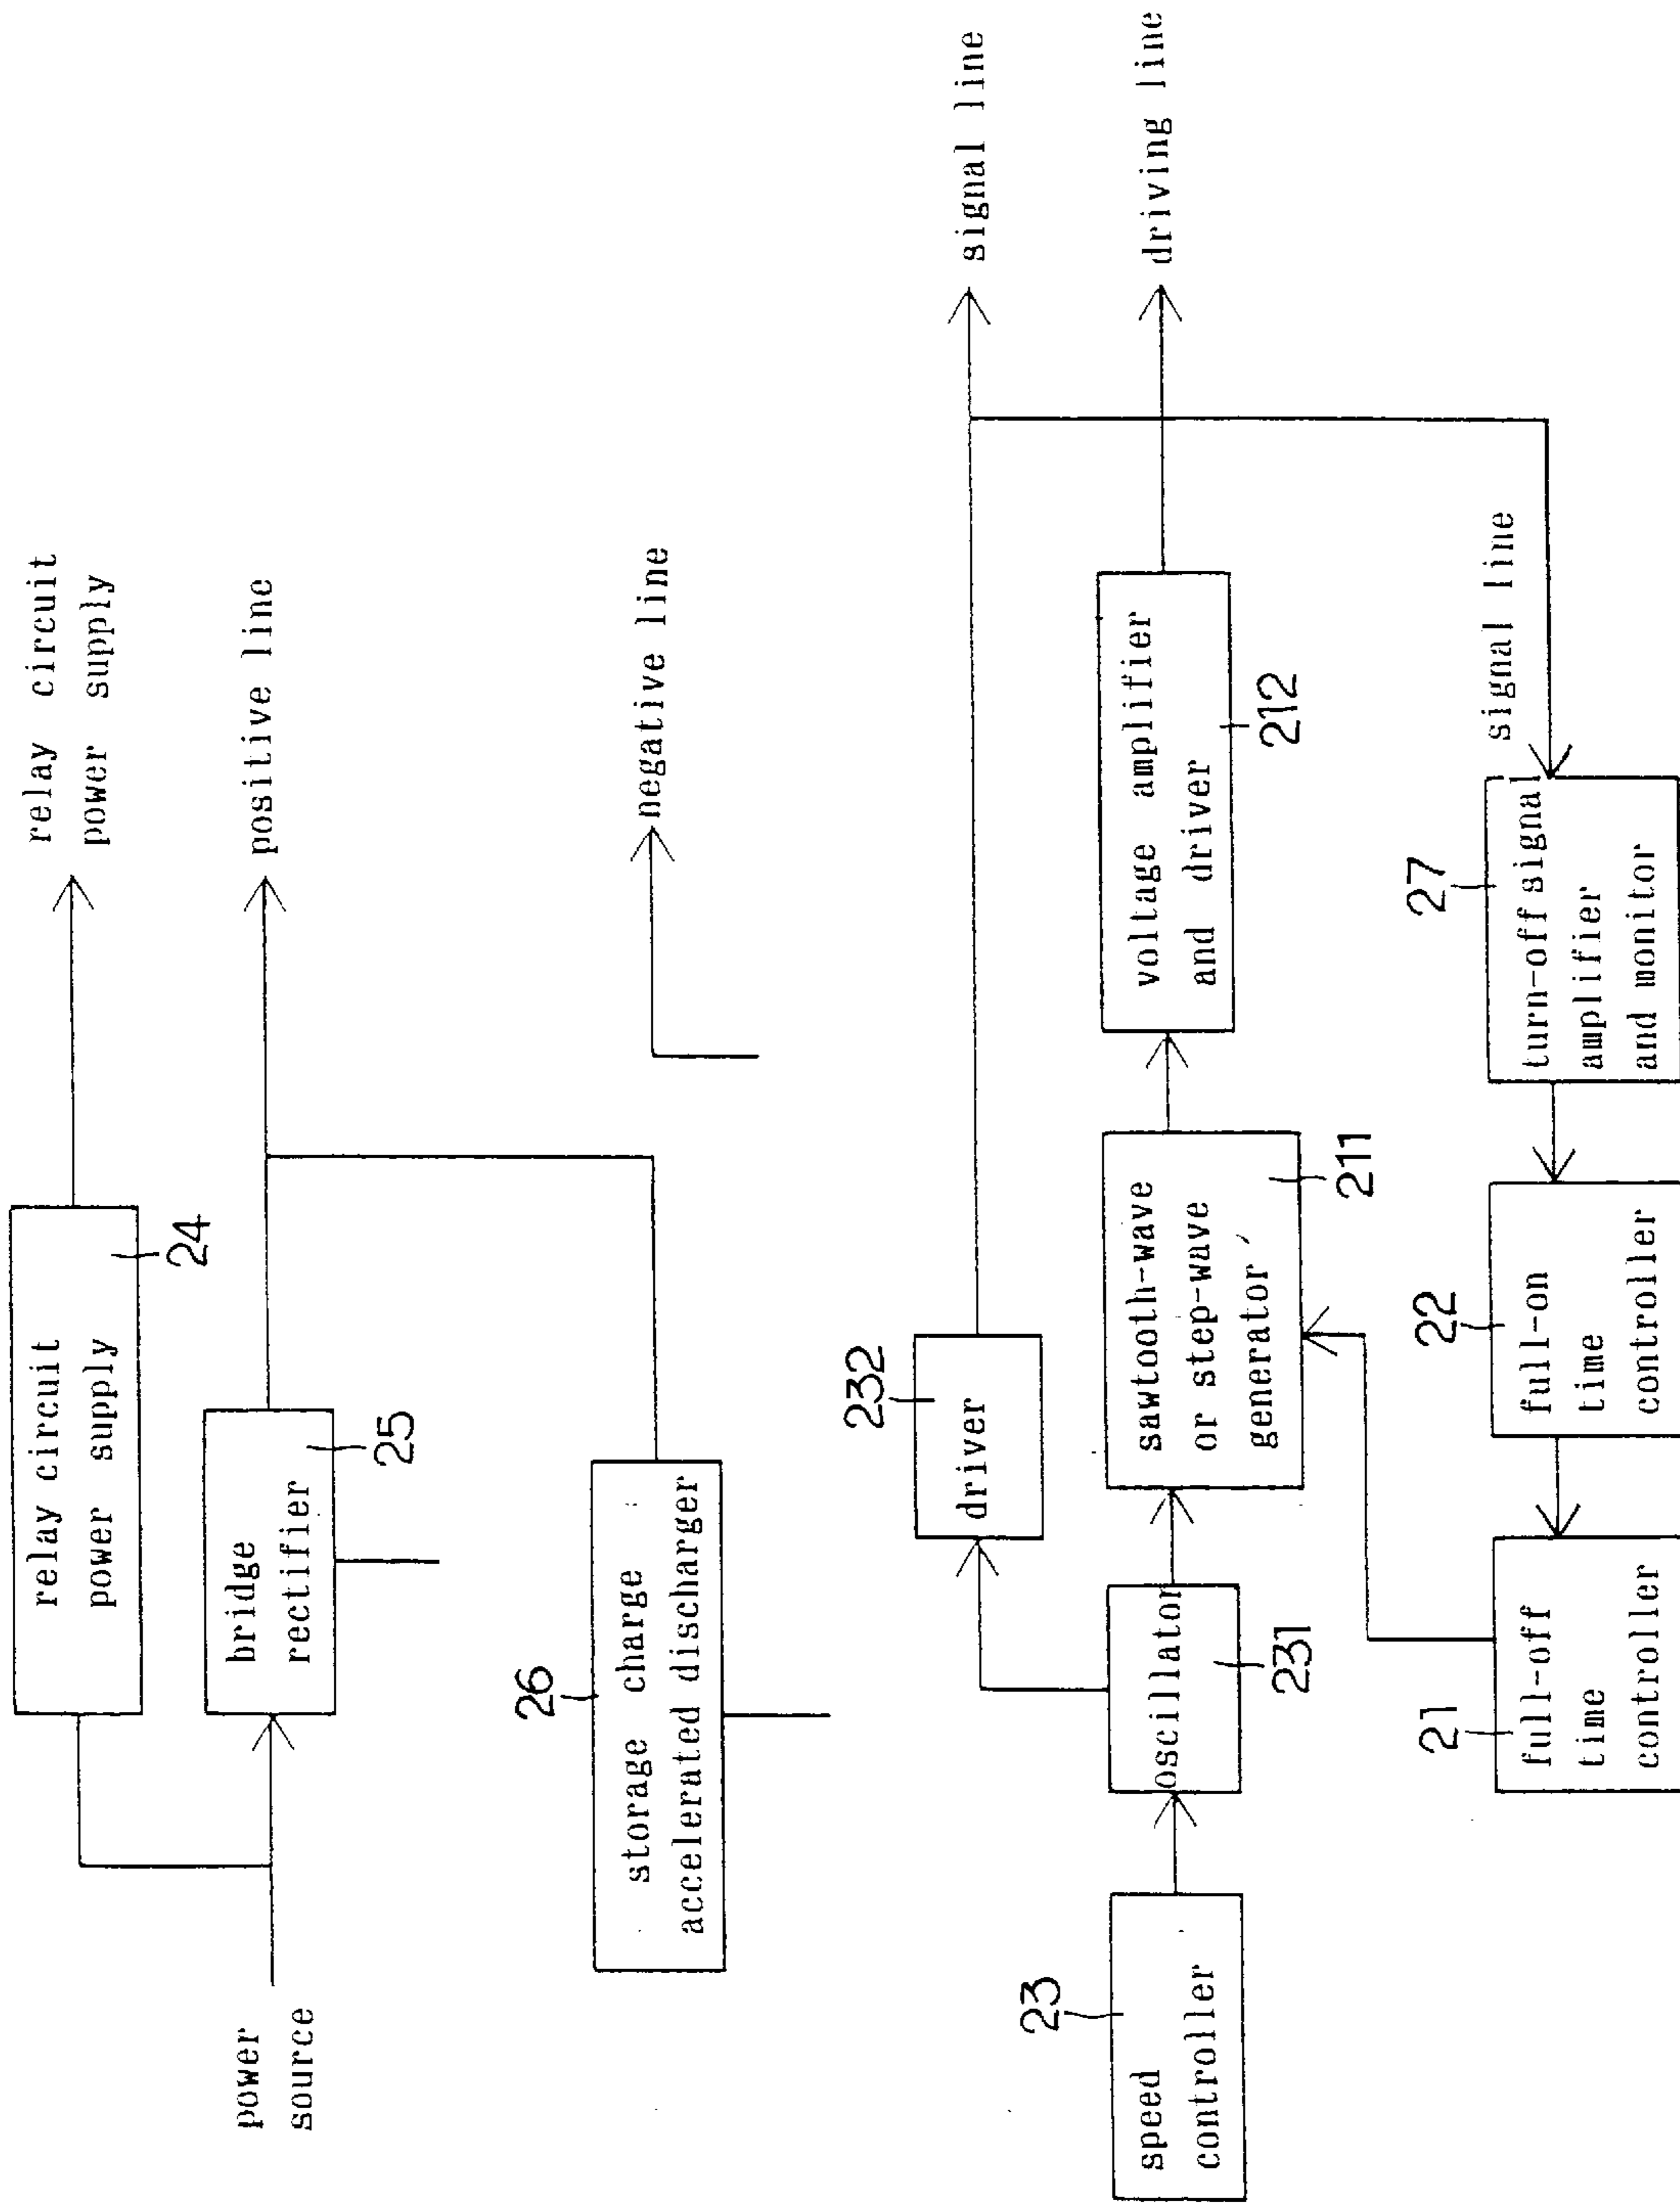 relay circuit
power supply
24
relay circuit
power supply
power
source
bridge
rectifier
25
positive line
26
storage charge
accelerated discharger
negative line
232
driver
signal line
23
speed
controller
oscillator
231
sawtooth-wave
or step-wave
generator
211
voltage amplifier
and driver
212
driving line
21
full-off
time
controller
22
full-on
time
controller
27
turn-off signal
amplifier
and monitor
signal line